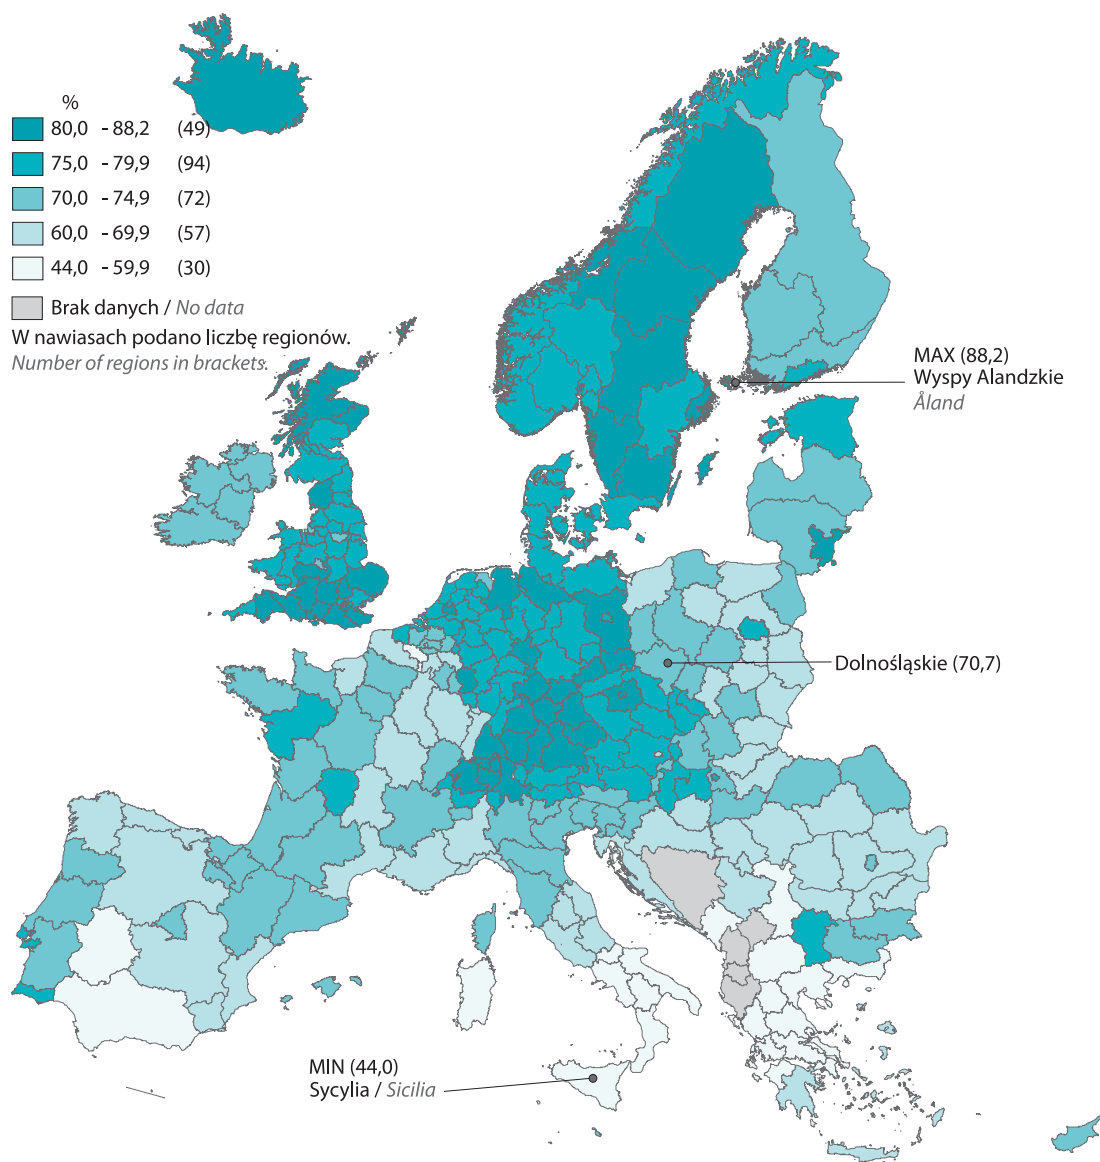 %
80,0 - 88,2 (49)
75,0 - 79,9 (94)
70,0 - 74,9 (72)
60,0 - 69,9 (57)
44,0 - 59,9 (30)
Brak danych / No data
W nawiasach podano liczbę regionów.
Number of regions in brackets.
MAX (88,2)
Wyspy Alandzkie
Åland
Dolnośląskie (70,7)
MIN (44,0)
Sycylia / Sicilia